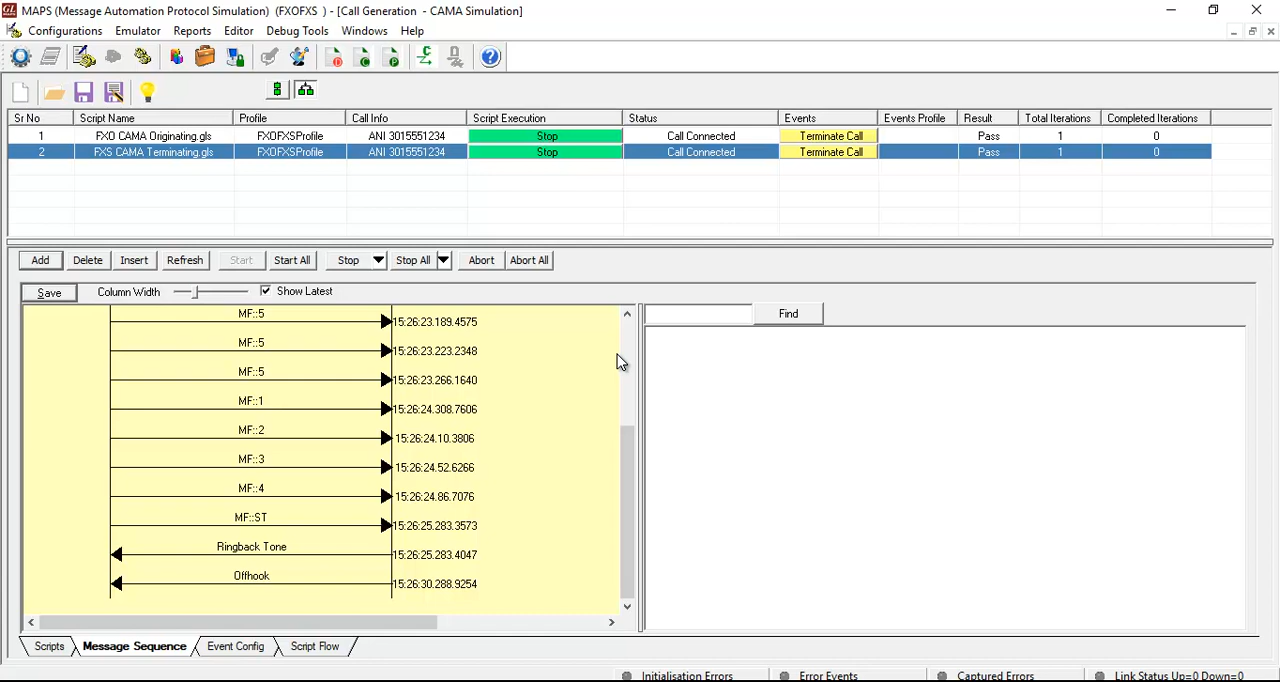 MAPS (Message Automation Protocol Simulation) (FXOFXS ) - [Call Generation - CAMA Simulation]
Configurations Emulator Reports Editor Debug Tools Windows Help
Sr No Script Name Profile Call Info Script Execution Status Events Events Profile Result Total Iterations Completed Iterations
1 FXO CAMA Originating.gls FXOFXSProfile ANI 3015551234 Stop Call Connected Terminate Call Pass 1 0
2 FXS CAMA Terminating.gls FXOFXSProfile ANI 3015551234 Stop Call Connected Terminate Call Pass 1 0
Add Delete Insert Refresh Start Start All Stop Stop All Abort Abort All
Save Column Width Show Latest
Find
MF::5
15:26:23.189.4575
MF::5
15:26:23.223.2348
MF::5
15:26:23.266.1640
MF::1
15:26:24.308.7606
MF::2
15:26:24.10.3806
MF::3
15:26:24.52.6266
MF::4
15:26:24.86.7076
MF::ST
15:26:25.283.3573
Ringback Tone
15:26:25.283.4047
Offhook
15:26:30.288.9254
Scripts Message Sequence Event Config Script Flow
Initialisation Errors Error Events Captured Errors Link Status Up=0 Down=0